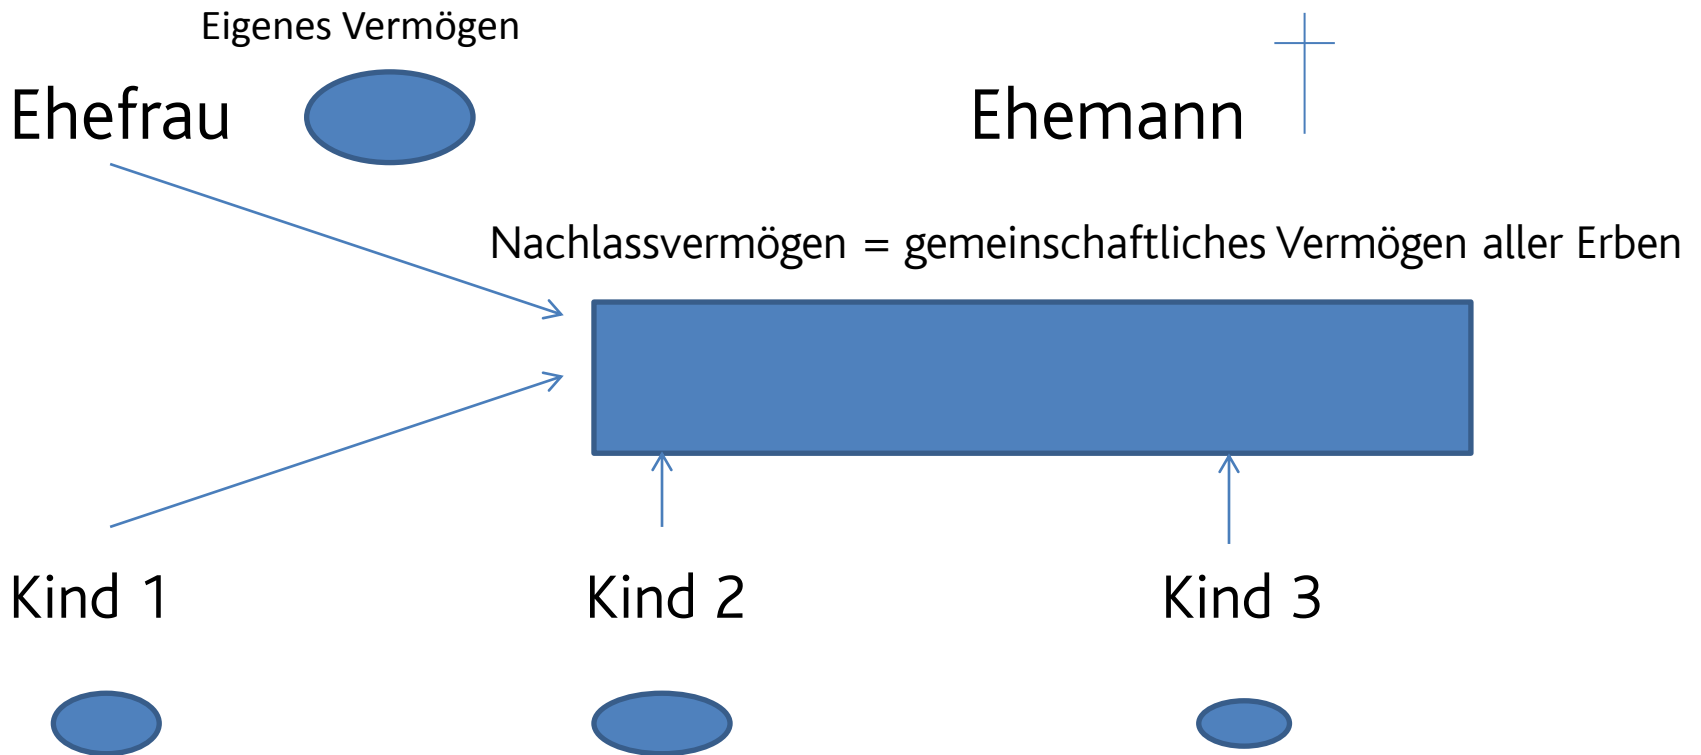 Eigenes Vermögen
Ehefrau
Ehemann
Nachlassvermögen = gemeinschaftliches Vermögen aller Erben
Kind 1
Kind 2
Kind 3